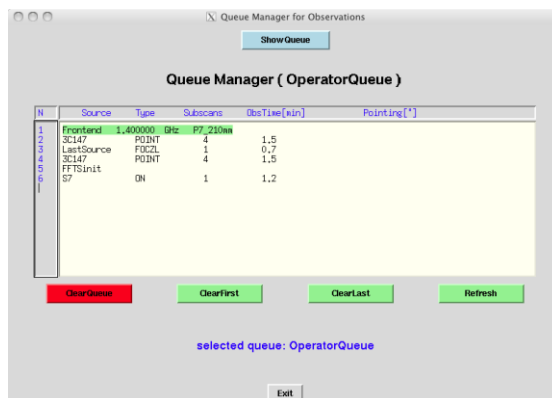 Queue Manager for Observations
Show Queue
Queue Manager ( OperatorQueue )
N Source Type Subscans ObsTime[min] Pointing["]
1 Frontend 1.400000 GHz P7_210mm
2 3C147 POINT 4 1.5
3 LastSource FOCZL 1 0.7
4 3C147 POINT 4 1.5
5 FFTSinit
6 S7 ON 1 1.2
ClearQueue ClearFirst ClearLast Refresh
selected queue: OperatorQueue
Exit